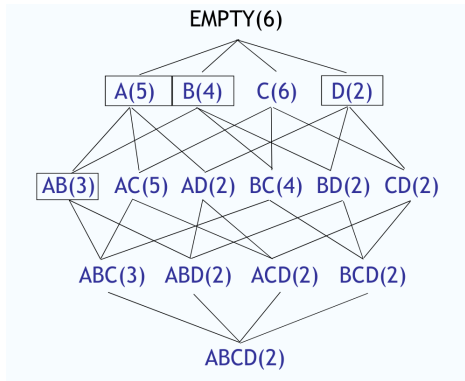 EMPTY(6)
A(5) B(4) C(6) D(2)
AB(3) AC(5) AD(2) BC(4) BD(2) CD(2)
ABC(3) ABD(2) ACD(2) BCD(2)
ABCD(2)